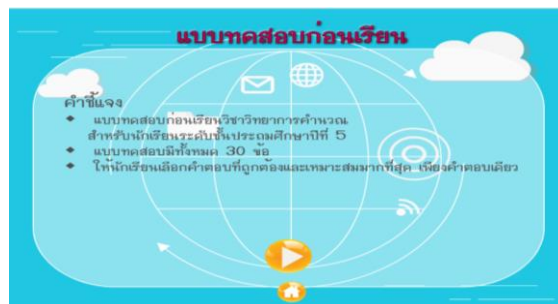 แบบทดสอบก่อนเรียน
คำชี้แจง
◆ แบบทดสอบก่อนเรียนวิชาวิทยาการคำนวณ
สำหรับนักเรียนระดับชั้นประถมศึกษาปีที่ 5
◆ แบบทดสอบมีทั้งหมด 30 ข้อ
◆ ให้นักเรียนเลือกคำตอบที่ถูกต้องและเหมาะสมมากที่สุด เพียงคำตอบเดียว